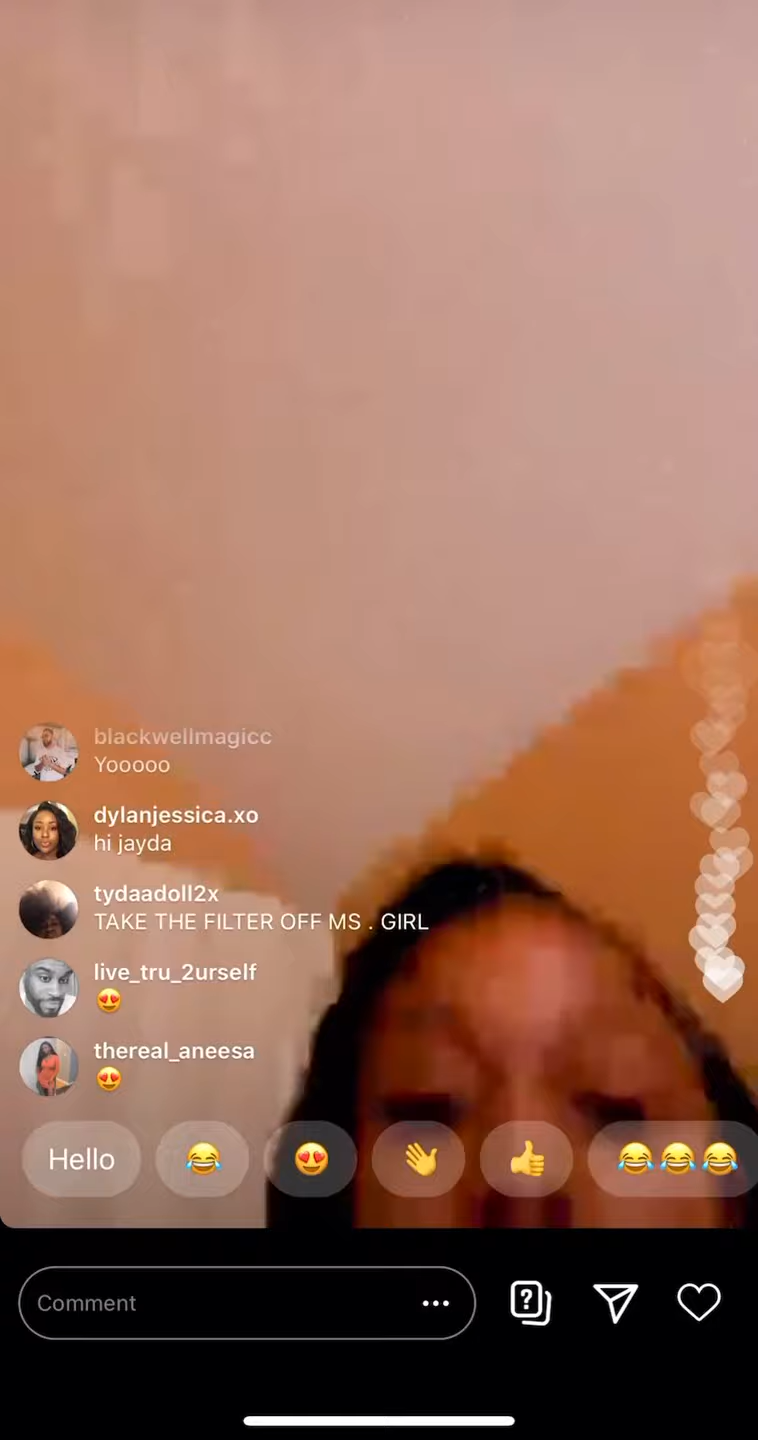 blackwellmagicc
Yooooo
dylanjessica.xo
hi jayda
tydaadoll2x
TAKE THE FILTER OFF MS . GIRL
live_tru_2urself
😍
thereal_aneesa
😍
Hello 😂 😍 👋 👍 😂😂😂
Comment